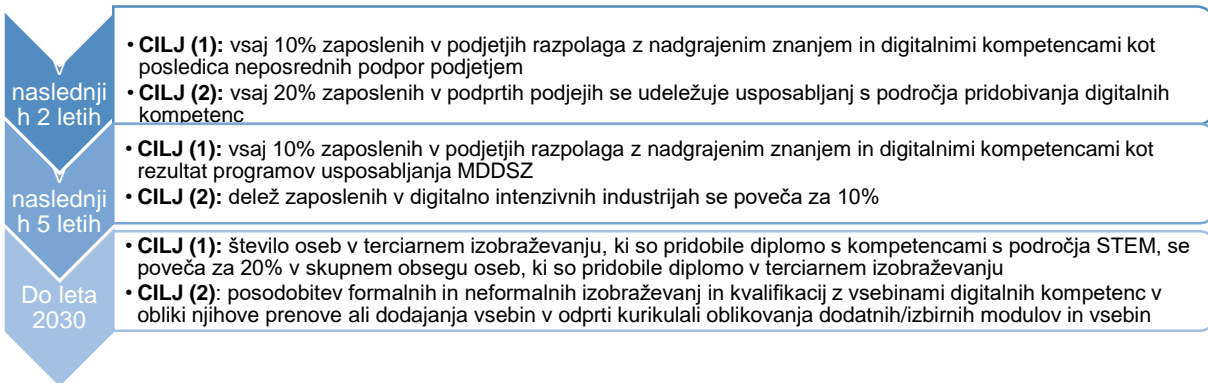 V
naslednji
h 2 letih
• CILJ (1): vsaj 10% zaposlenih v podjetjih razpolaga z nadgrajenim znanjem in digitalnimi kompetencami kot
posledica neposrednih podpor podjetjem
• CILJ (2): vsaj 20% zaposlenih v podprtih podjejih se udeležuje usposabljanj s področja pridobivanja digitalnih
kompetenc
V
naslednji
h 5 letih
• CILJ (1): vsaj 10% zaposlenih v podjetjih razpolaga z nadgrajenim znanjem in digitalnimi kompetencami kot
rezultat programov usposabljanja MDDSZ
• CILJ (2): delež zaposlenih v digitalno intenzivnih industrijah se poveča za 10%
Do leta
2030
• CILJ (1): število oseb v terciarnem izobraževanju, ki so pridobile diplomo s kompetencami s področja STEM, se
poveča za 20% v skupnem obsegu oseb, ki so pridobile diplomo v terciarnem izobraževanju
• CILJ (2): posodobitev formalnih in neformalnih izobraževanj in kvalifikacij z vsebinami digitalnih kompetenc v
obliki njihove prenove ali dodajanja vsebin v odprti kurikulali oblikovanja dodatnih/izbirnih modulov in vsebin